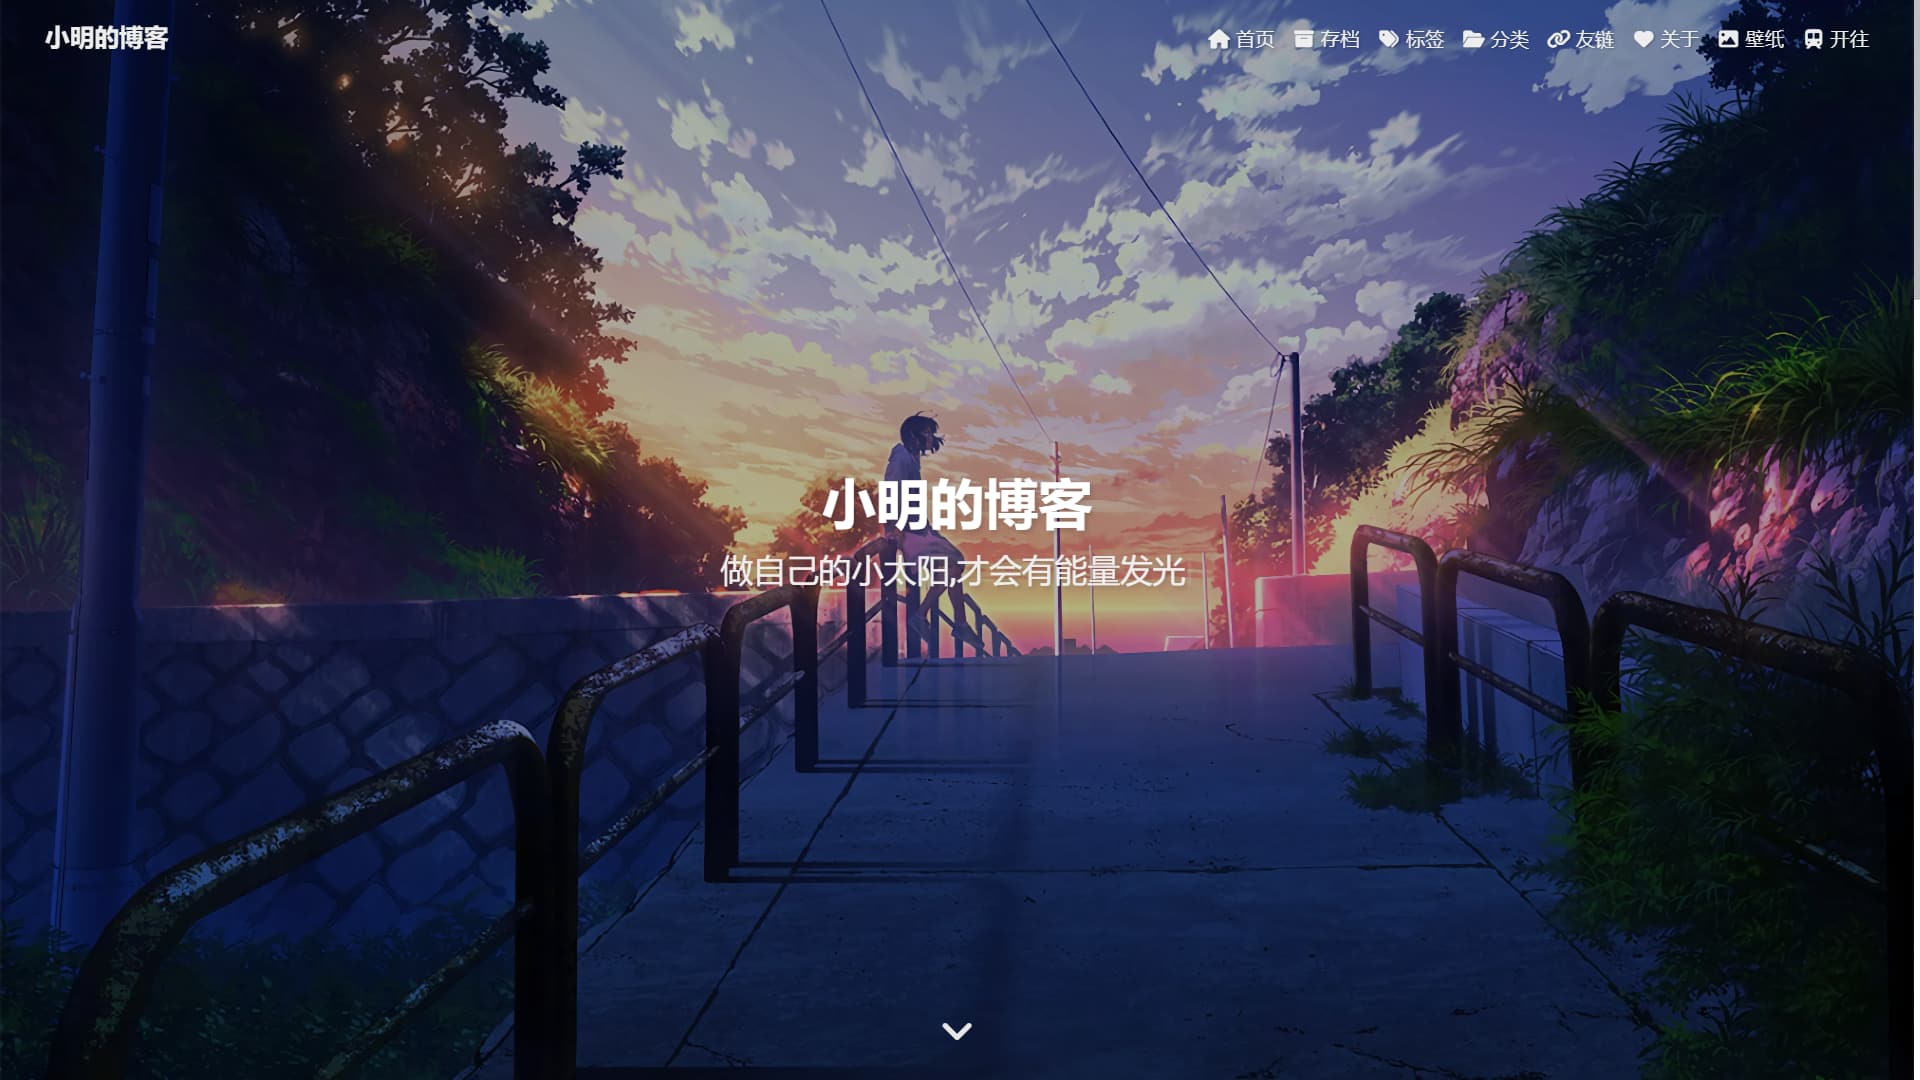 小明的博客
首页 存档 标签 分类 友链 关于 壁纸 开往
小明的博客
做自己的小太阳,才会有能量发光